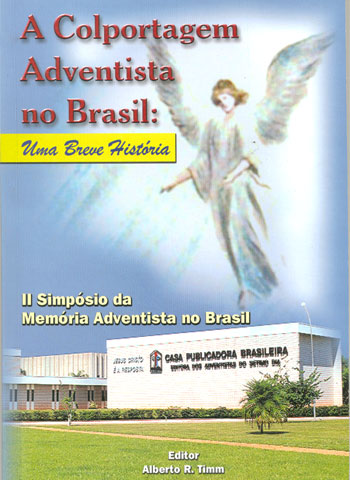 A Colportagem
Adventista
no Brasil:
Uma Breve História
II Simpósio da
Memória Adventista no Brasil
JESUS CRISTO
É A RESPOSTA
CASA PUBLICADORA BRASILEIRA
EDITORA DOS ADVENTISTAS DO SÉTIMO DIA
Editor
Alberto R. Timm